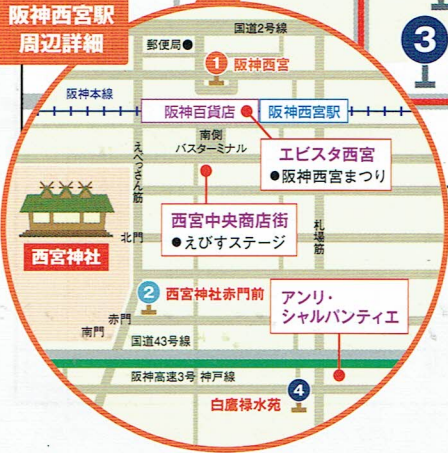 阪神西宮駅
周辺詳細
3
国道2号線
郵便局●
1 阪神西宮
阪神本線
阪神百貨店
阪神西宮駅
南側
バスターミナル
えべっさん筋
エビスタ西宮
●阪神西宮まつり
西宮中央商店街
●えびすステージ
札場筋
北門
西宮神社
2 西宮神社赤門前
アンリ・
シャルパンティエ
赤門
南門
国道43号線
阪神高速3号 神戸線
4
白鷹禄水苑